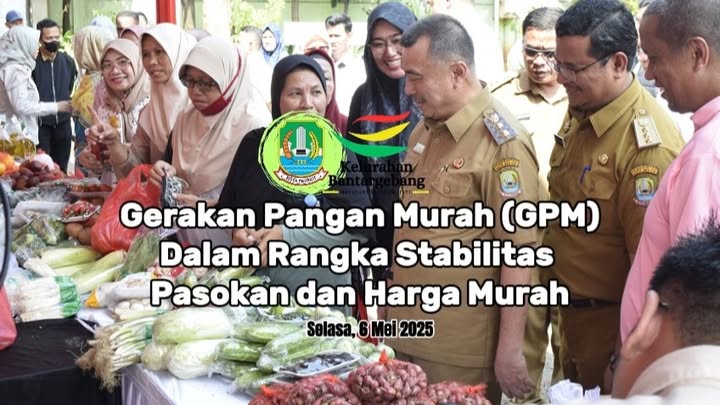 Kelurahan
Bantargebang
Gerakan Pangan Murah (GPM)
Dalam Rangka Stabilitas
Pasokan dan Harga Murah
Selasa, 6 Mei 2025